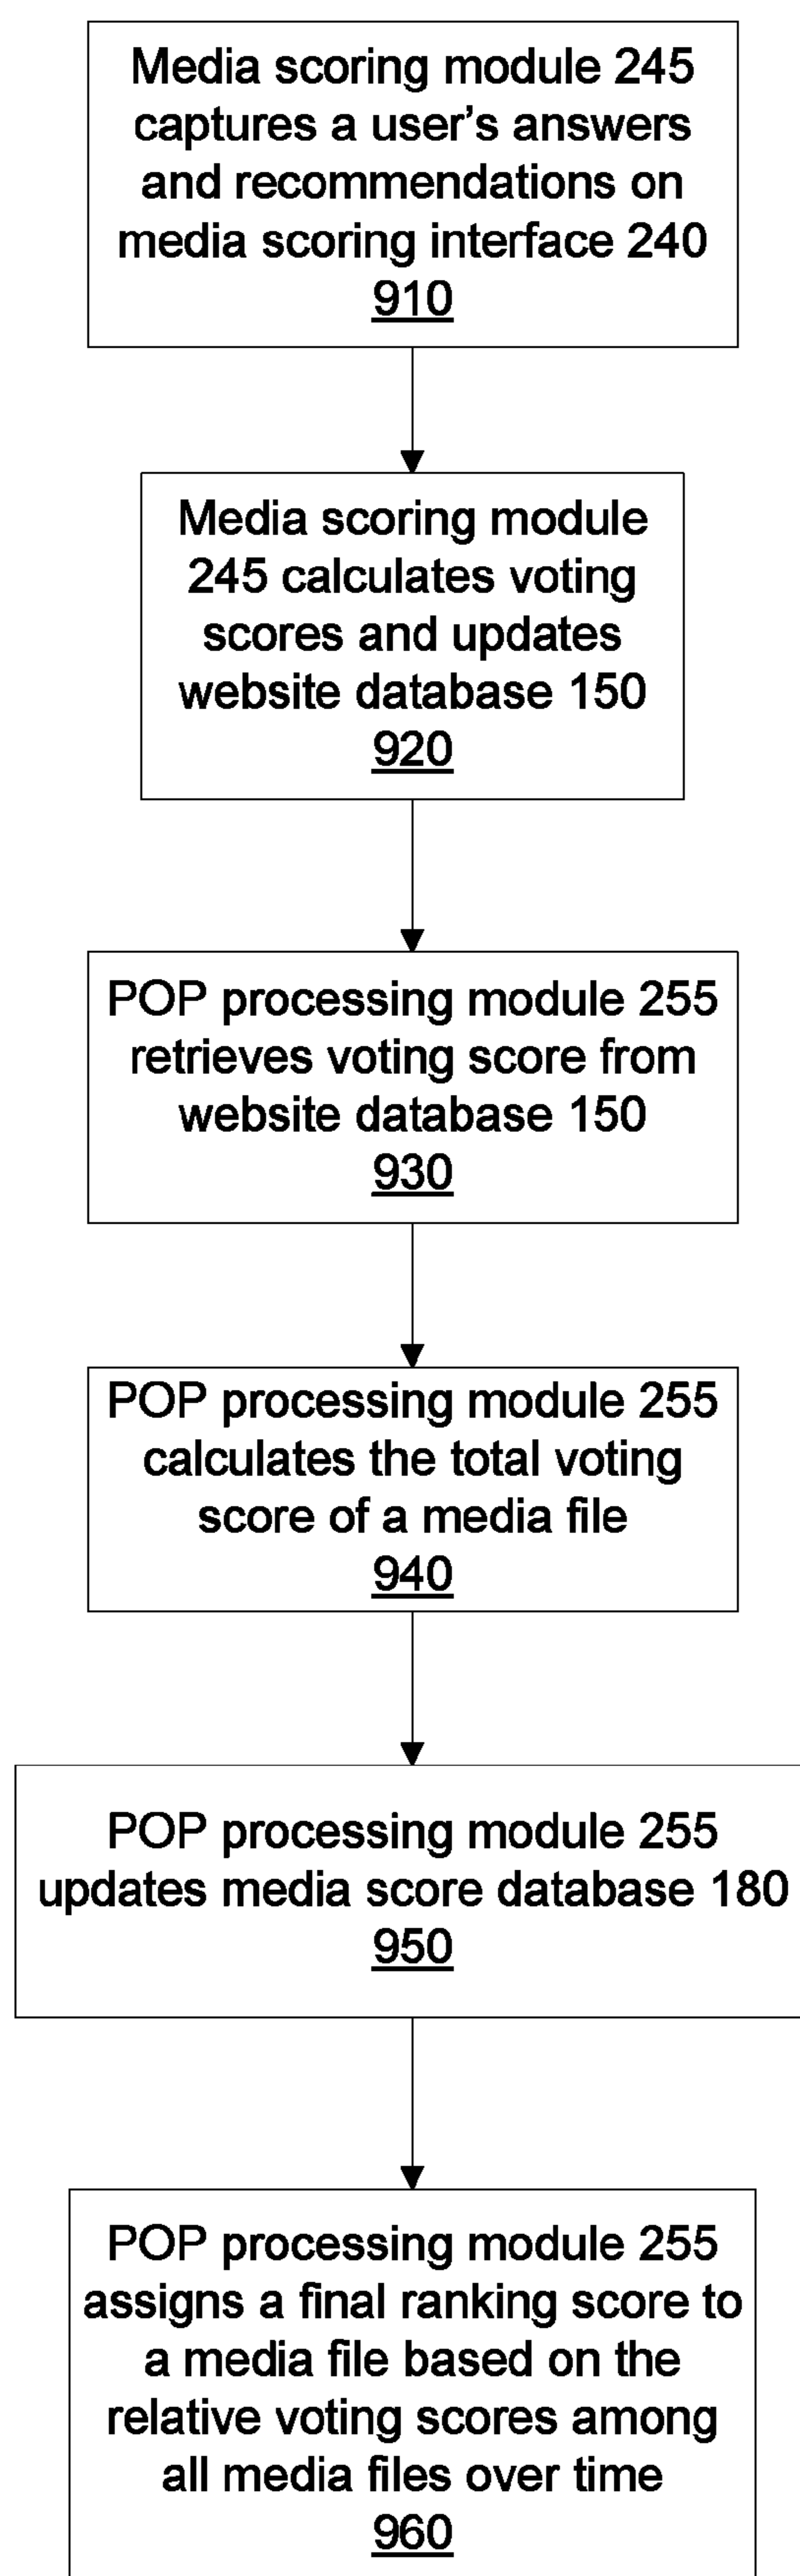 Media scoring module 245
captures a user’s answers
and recommendations on
media scoring interface 240
910
Media scoring module
245 calculates voting
scores and updates
website database 150
920
POP processing module 255
retrieves voting score from
website database 150
930
POP processing module 255
calculates the total voting
score of a media file
940
POP processing module 255
updates media score database 180
950
POP processing module 255
assigns a final ranking score to
a media file based on the
relative voting scores among
all media files over time
960